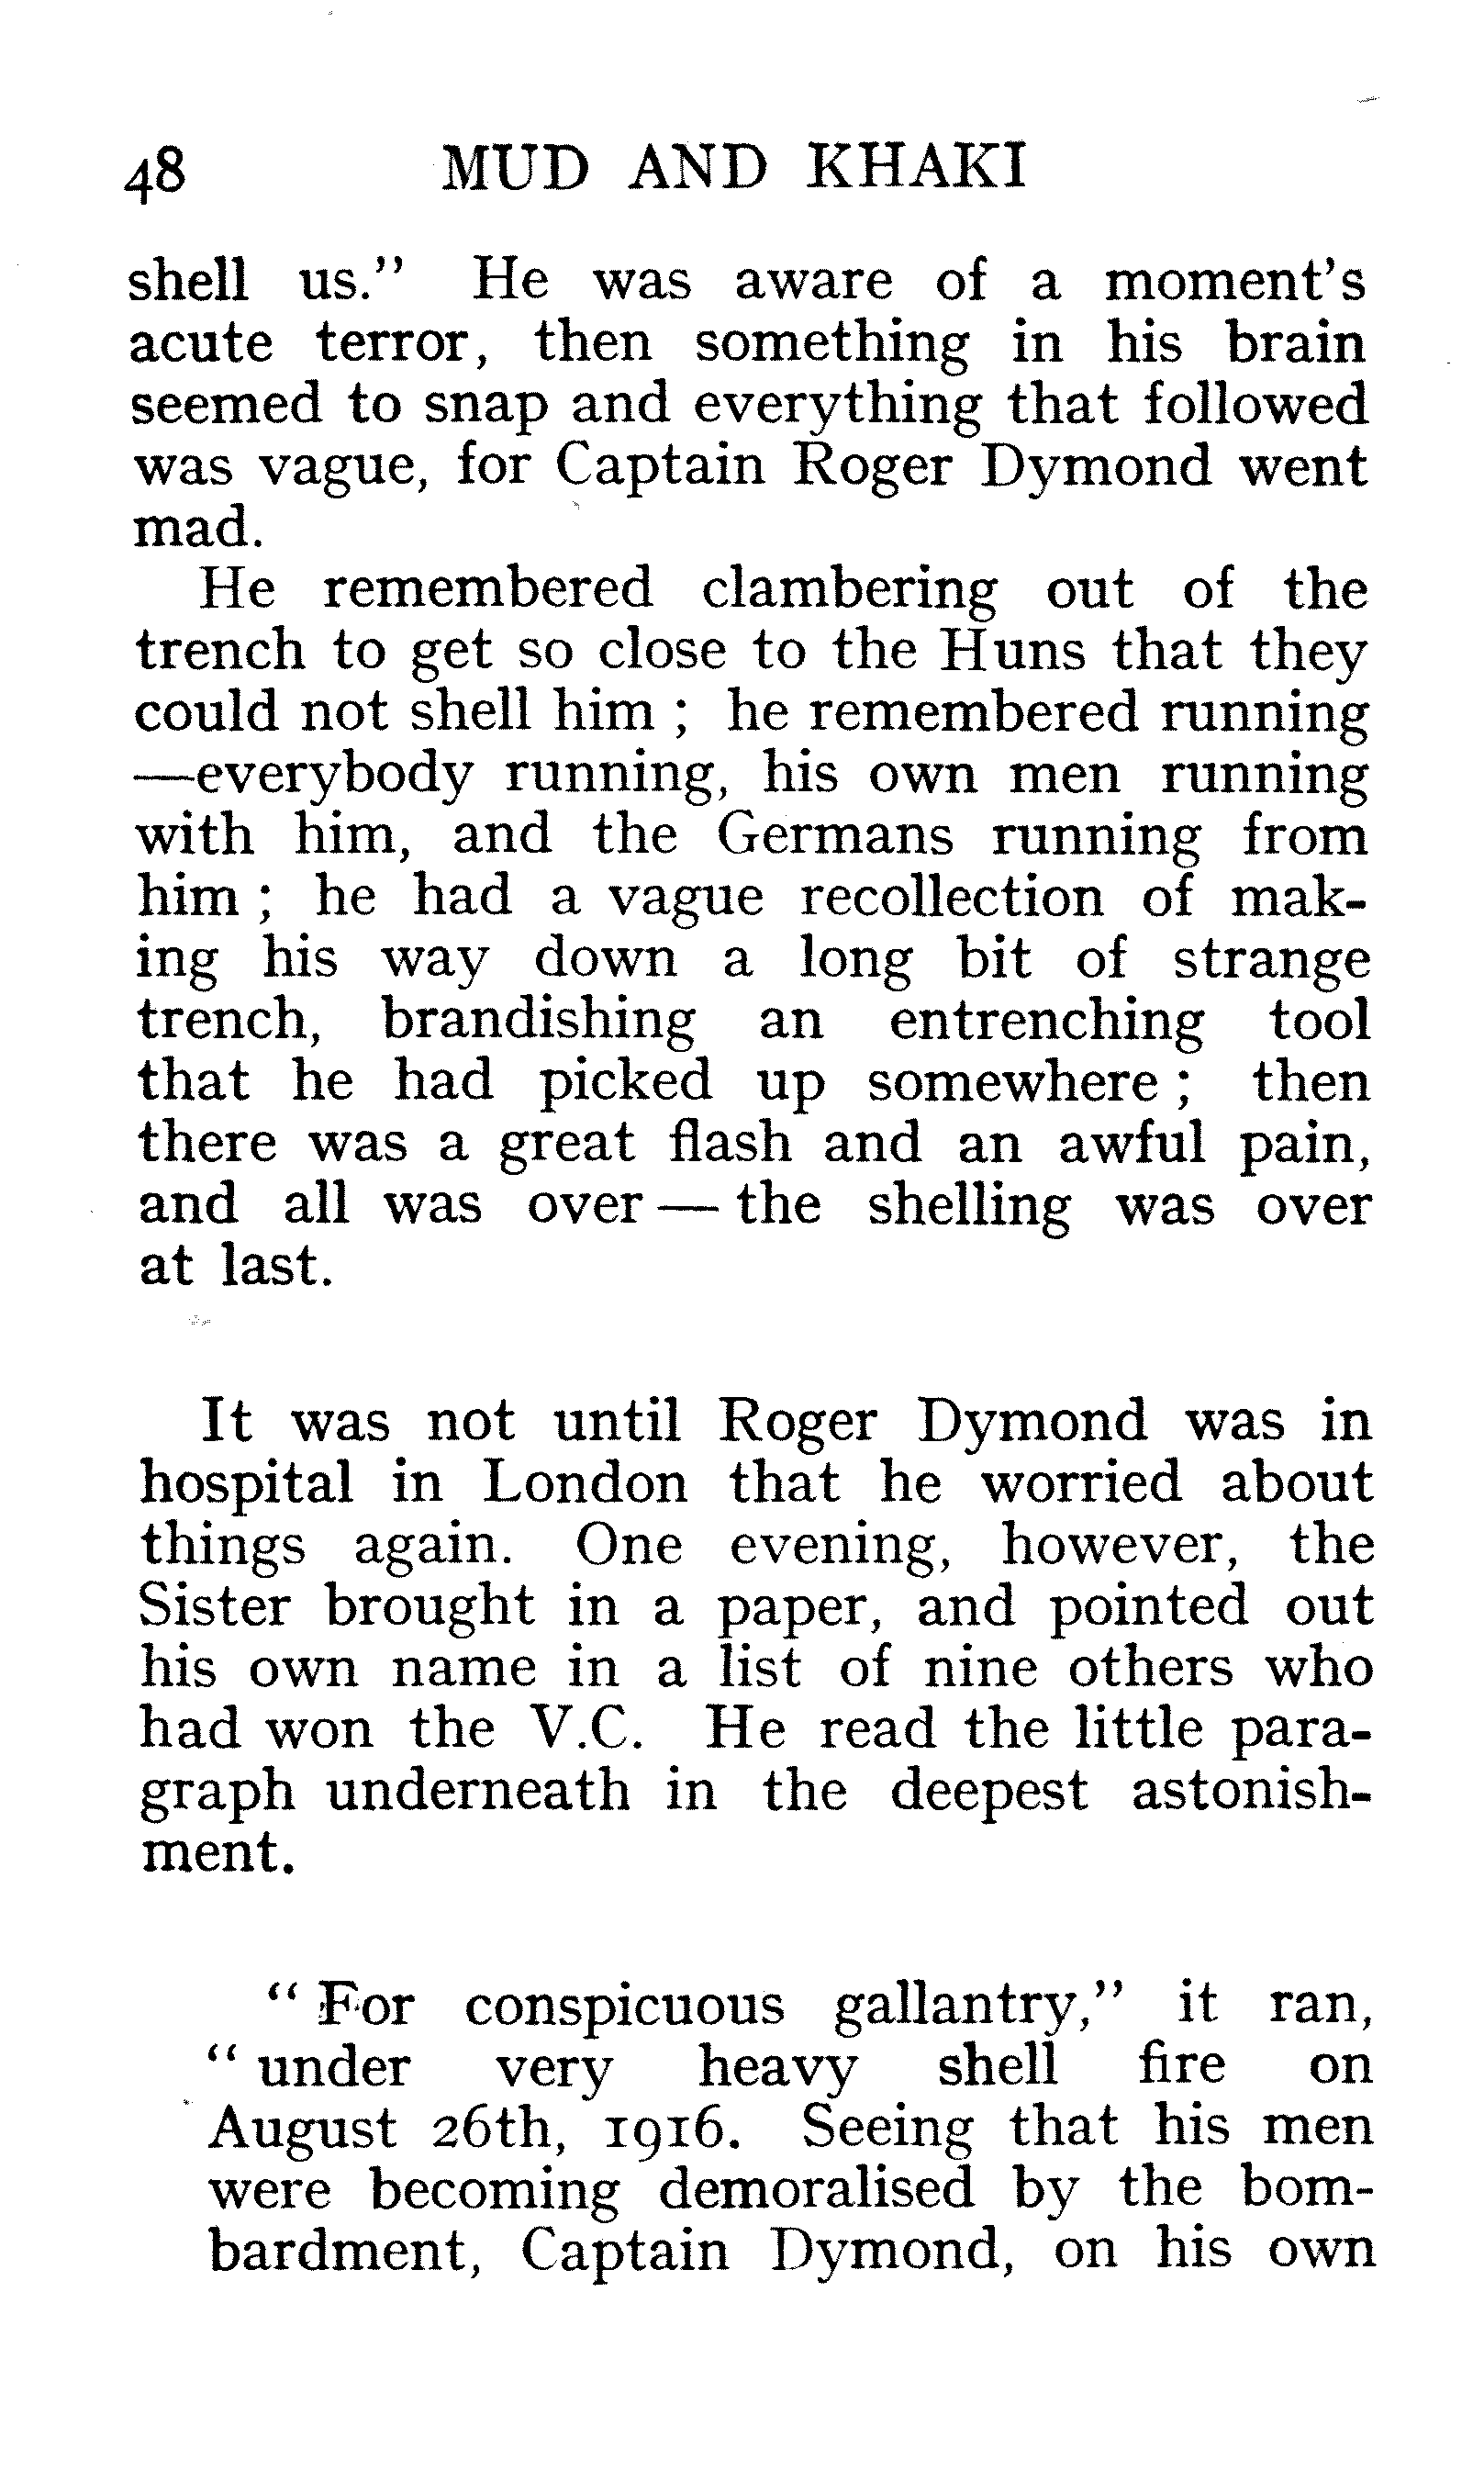 48 MUD AND KHAKI
shell us.” He was aware of a moment’s
acute terror, then something in his brain
seemed to snap and everything that followed
was vague, for Captain Roger Dymond went
mad.
He remembered clambering out of the
trench to get so close to the Huns that they
could not shell him ; he remembered running
—everybody running, his own men running
with him, and the Germans running from
him ; he had a vague recollection of mak-
ing his way down a long bit of strange
trench, brandishing an entrenching tool
that he had picked up somewhere ; then
there was a great flash and an awful pain,
and all was over — the shelling was over
at last.
It was not until Roger Dymond was in
hospital in London that he worried about
things again. One evening, however, the
Sister brought in a paper, and pointed out
his own name in a list of nine others who
had won the V.C. He read the little para-
graph underneath in the deepest astonish-
ment.
“ For conspicuous gallantry,” it ran,
“ under very heavy shell fire on
August 26th, 1916. Seeing that his men
were becoming demoralised by the bom-
bardment, Captain Dymond, on his own